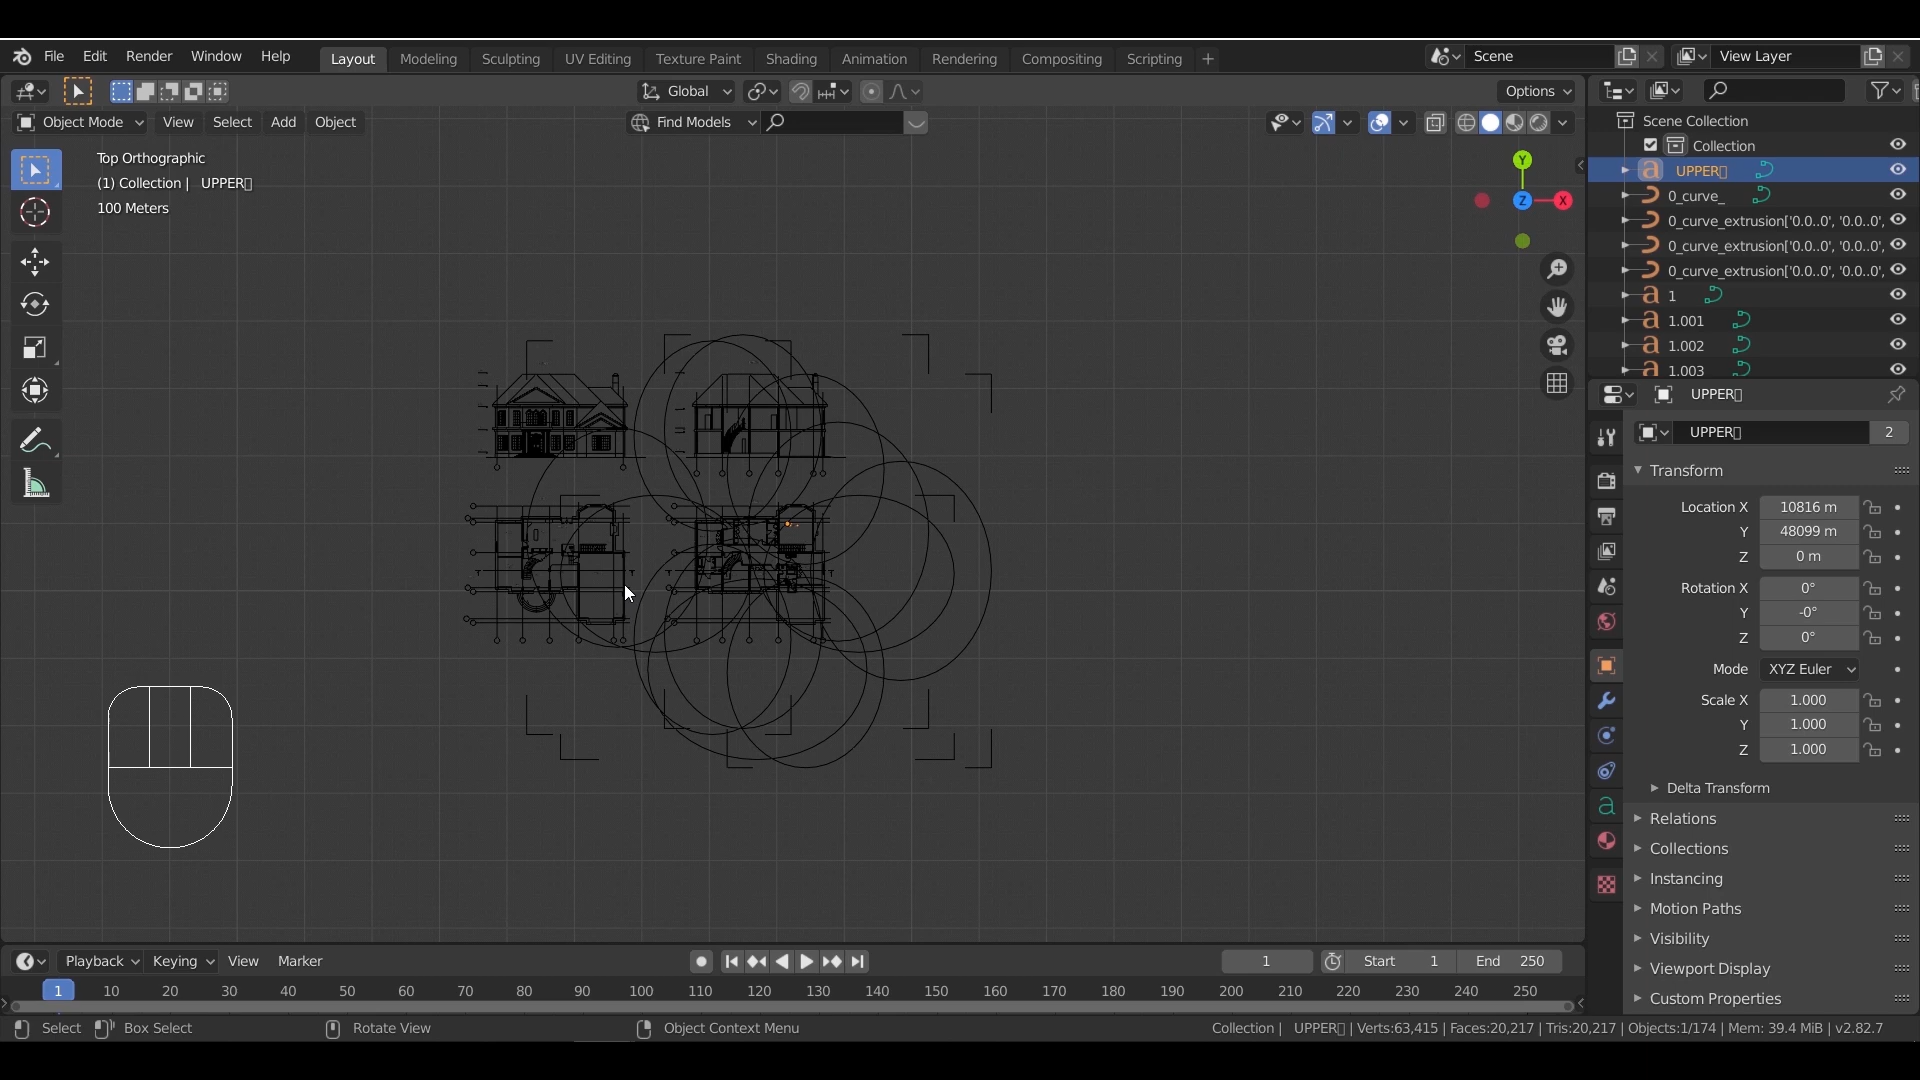 File Edit Render Window Help Layout Modeling Sculpting UV Editing Texture Paint Shading Animation Rendering Compositing Scripting + Scene View Layer
Global Options
Object Mode View Select Add Object Find Models
Top Orthographic
(1) Collection | UPPER▯
100 Meters
Y
Z X
Scene Collection
Collection
UPPER▯
0_curve_
0_curve_extrusion['0.0..0', '0.0..0',
0_curve_extrusion['0.0..0', '0.0..0',
0_curve_extrusion['0.0..0', '0.0..0',
1
1.001
1.002
1.003
UPPER▯
UPPER▯ 2
Transform
Location X 10816 m
Y 48099 m
Z 0 m
Rotation X 0°
Y -0°
Z 0°
Mode XYZ Euler
Scale X 1.000
Y 1.000
Z 1.000
Delta Transform
Relations
Collections
Instancing
Motion Paths
Visibility
Viewport Display
Custom Properties
Playback Keying View Marker 1 Start 1 End 250
1 10 20 30 40 50 60 70 80 90 100 110 120 130 140 150 160 170 180 190 200 210 220 230 240 250
Select Box Select Rotate View Object Context Menu Collection | UPPER▯ | Verts:63,415 | Faces:20,217 | Tris:20,217 | Objects:1/174 | Mem: 39.4 MiB | v2.82.7